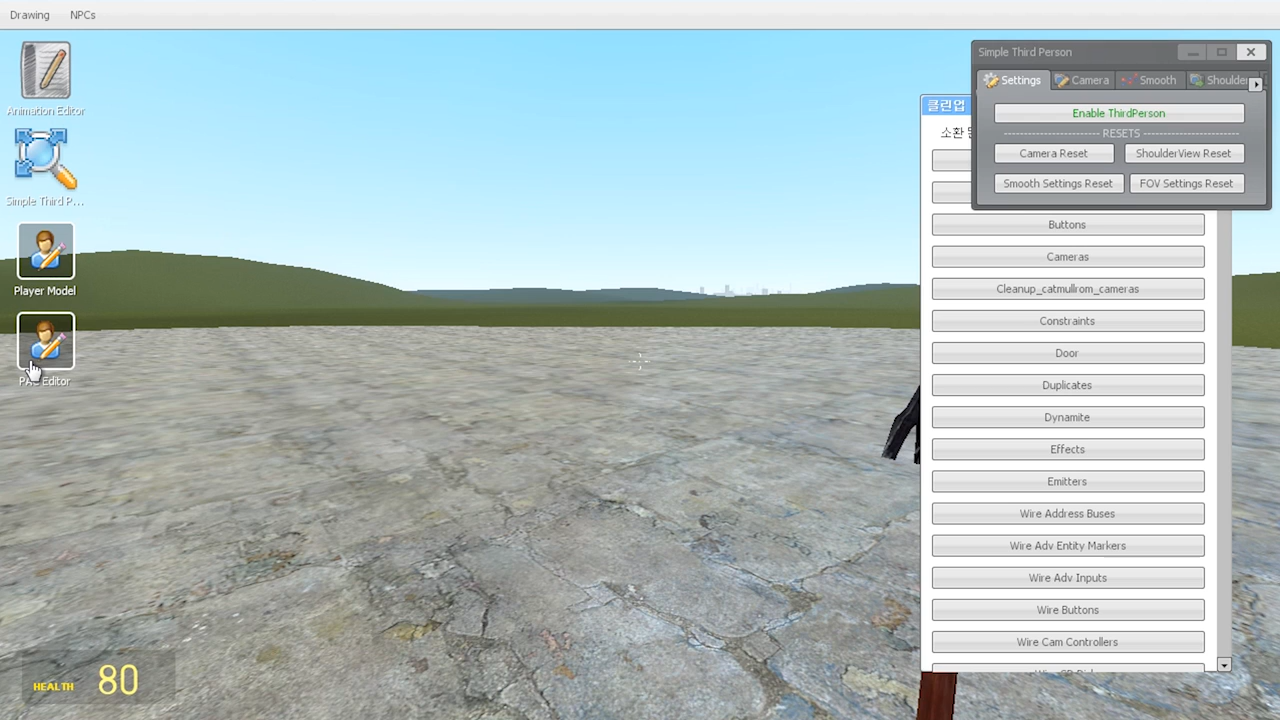 Drawing NPCs
Animation Editor
Simple Third P...
Player Model
Editor
HEALTH 80
Simple Third Person
Settings Camera Smooth Shoulder
Enable ThirdPerson
RESETS
Camera Reset ShoulderView Reset
Smooth Settings Reset FOV Settings Reset
클린업
소환
Buttons
Cameras
Cleanup_catmullrom_cameras
Constraints
Door
Duplicates
Dynamite
Effects
Emitters
Wire Address Buses
Wire Adv Entity Markers
Wire Adv Inputs
Wire Buttons
Wire Cam Controllers